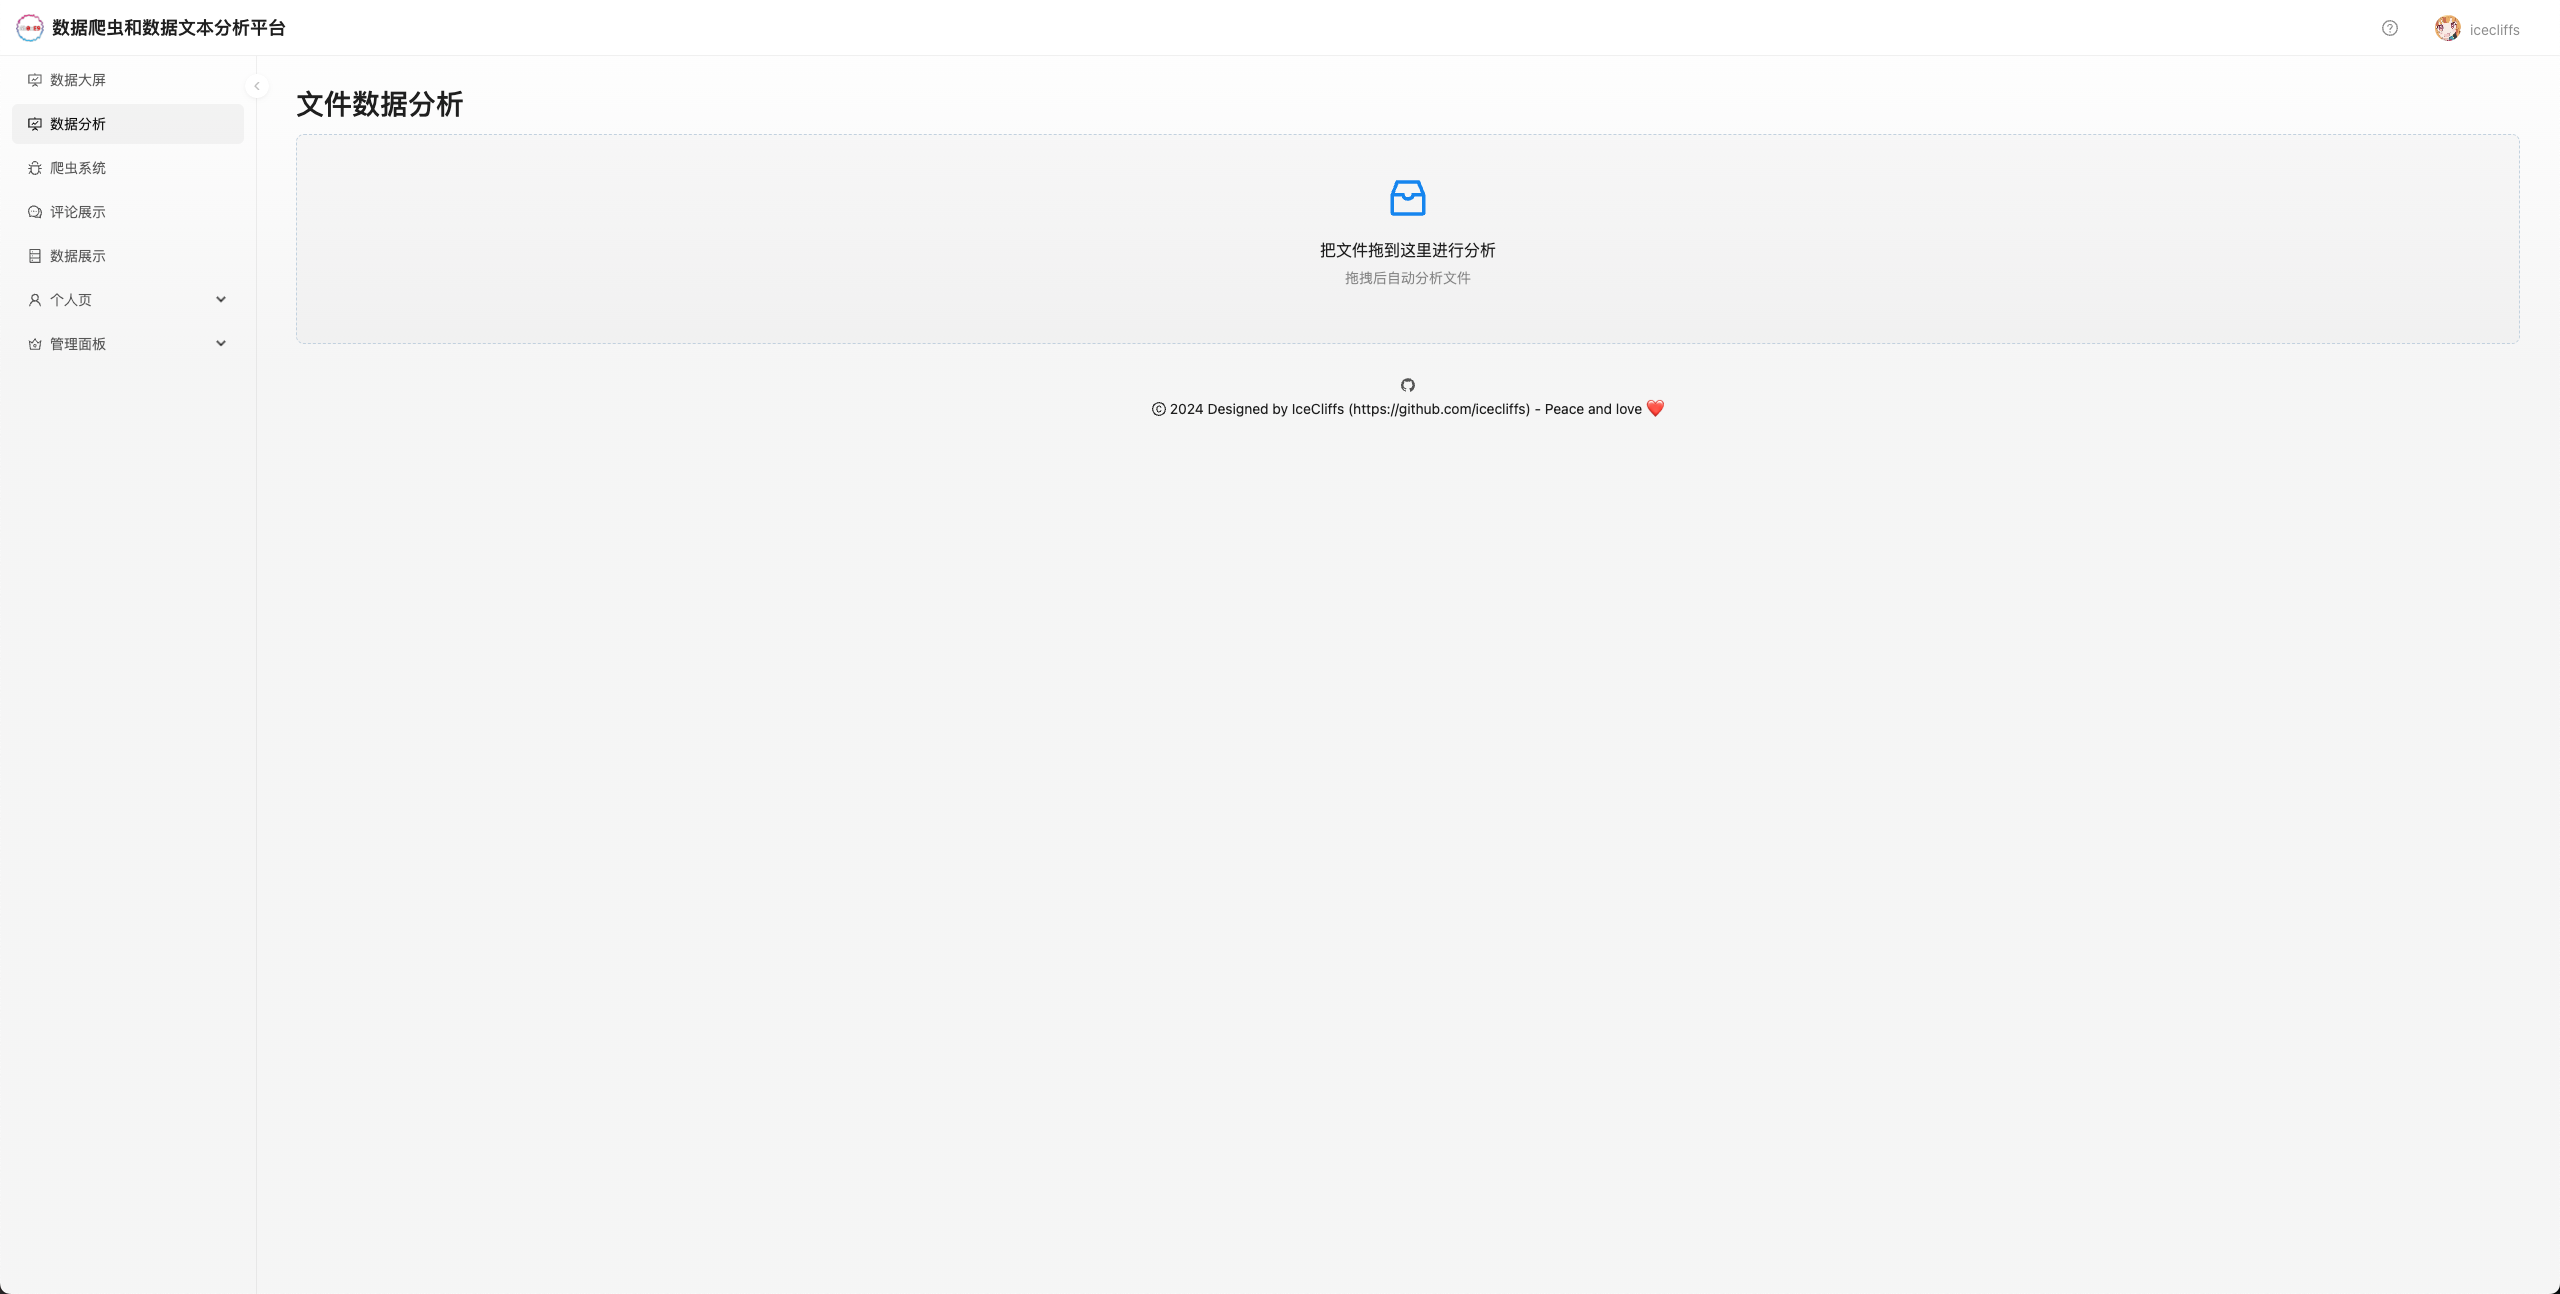 数据爬虫和数据文本分析平台
icecliffs
数据大屏
数据分析
爬虫系统
评论展示
数据展示
个人页
管理面板
文件数据分析
把文件拖到这里进行分析
拖拽后自动分析文件
© 2024 Designed by IceCliffs (https://github.com/icecliffs) - Peace and love ❤️